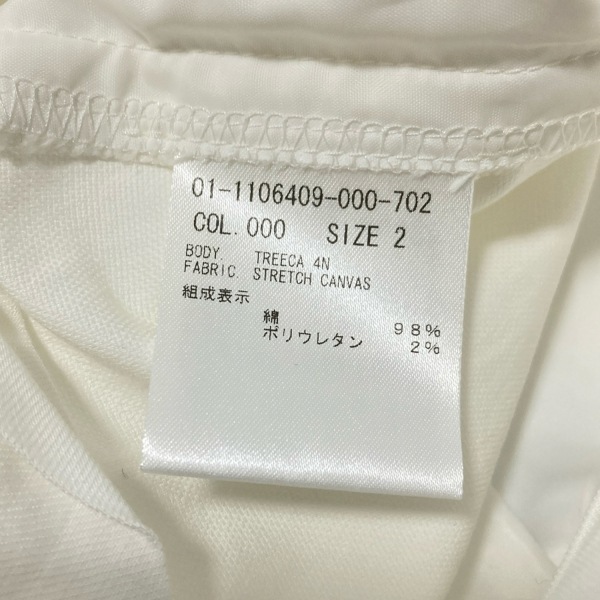 01-1106409-000-702
COL.000 SIZE 2
BODY. TREECA 4N
FABRIC. STRETCH CANVAS
組成表示
綿 98%
ポリウレタン 2%